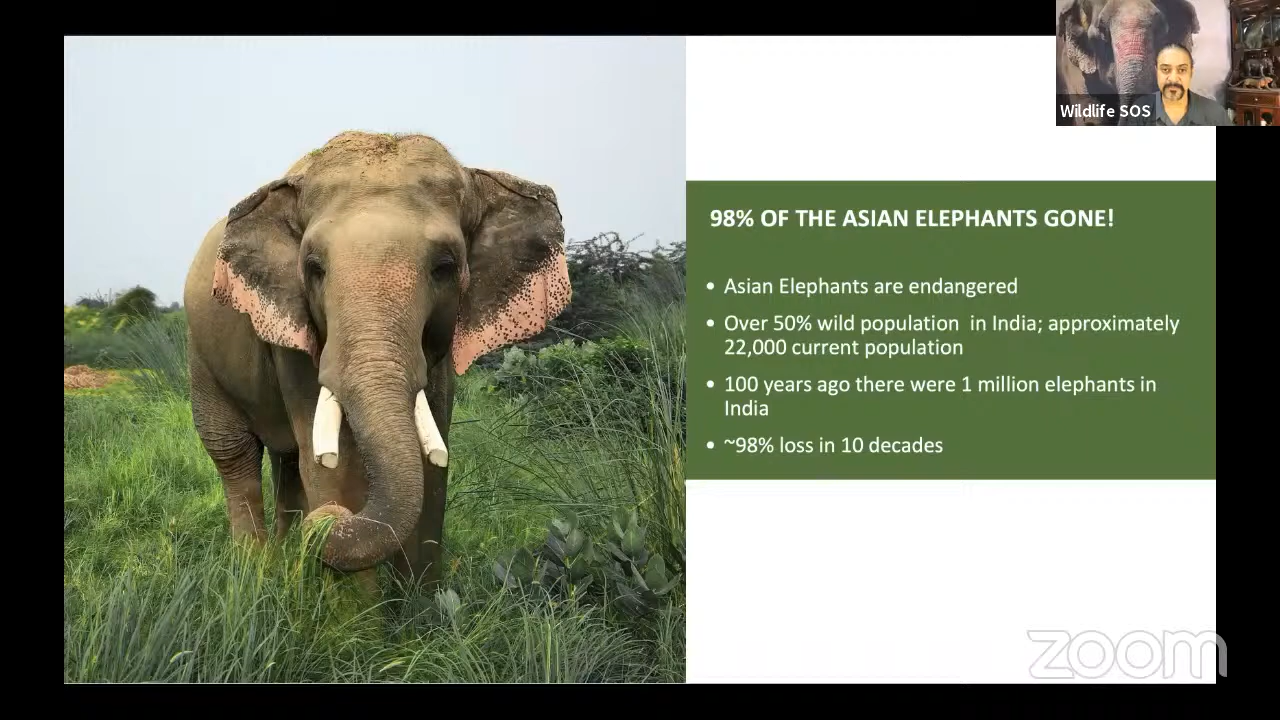 Wildlife SOS
98% OF THE ASIAN ELEPHANTS GONE!
• Asian Elephants are endangered
• Over 50% wild population in India; approximately
22,000 current population
• 100 years ago there were 1 million elephants in
India
• ~98% loss in 10 decades
zoom